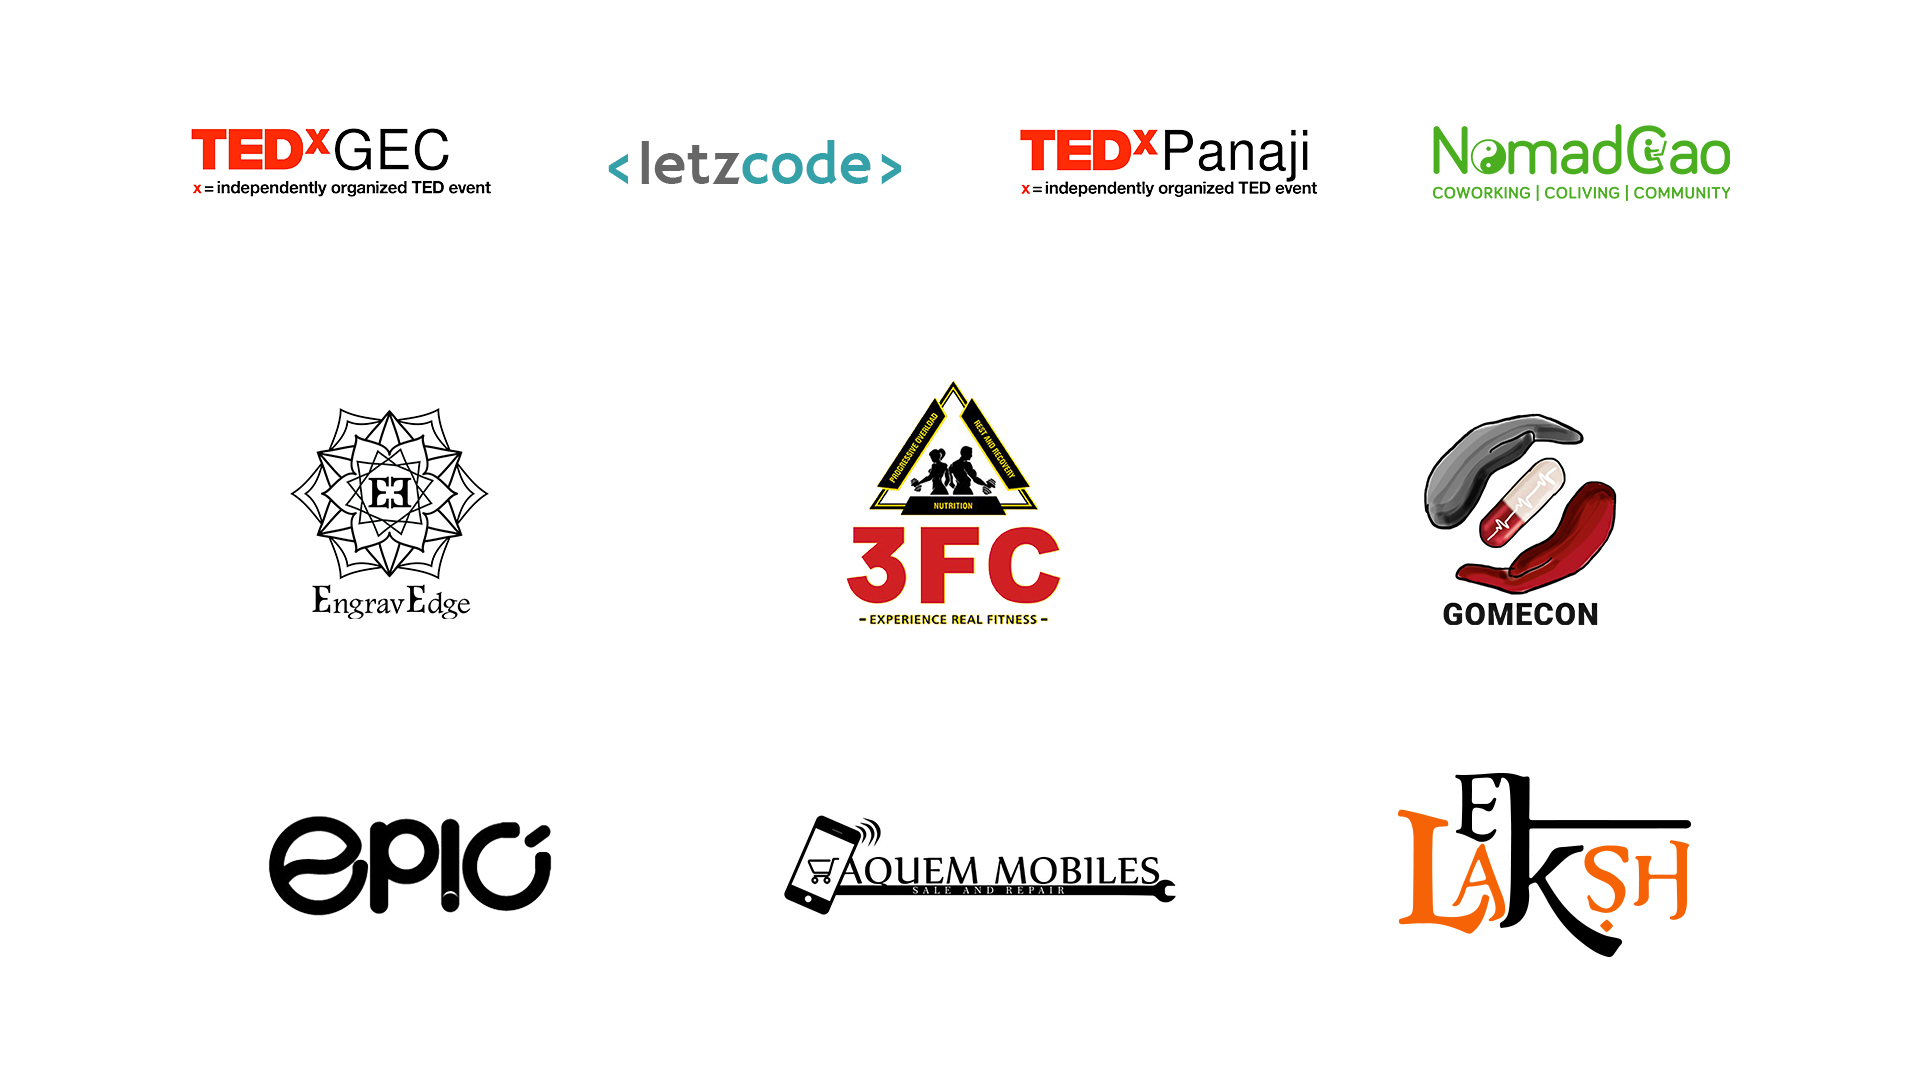 TEDxGEC
x = independently organized TED event
<letzcode>
TEDxPanaji
x = independently organized TED event
NomadGao
COWORKING | COLIVING | COMMUNITY
EE
EngravEdge
PROGRESSIVE OVERLOAD
REST AND RECOVERY
NUTRITION
3FC
- EXPERIENCE REAL FITNESS -
GOMECON
epic
AQUEM MOBILES
SALE AND REPAIR
EK
LAKSH